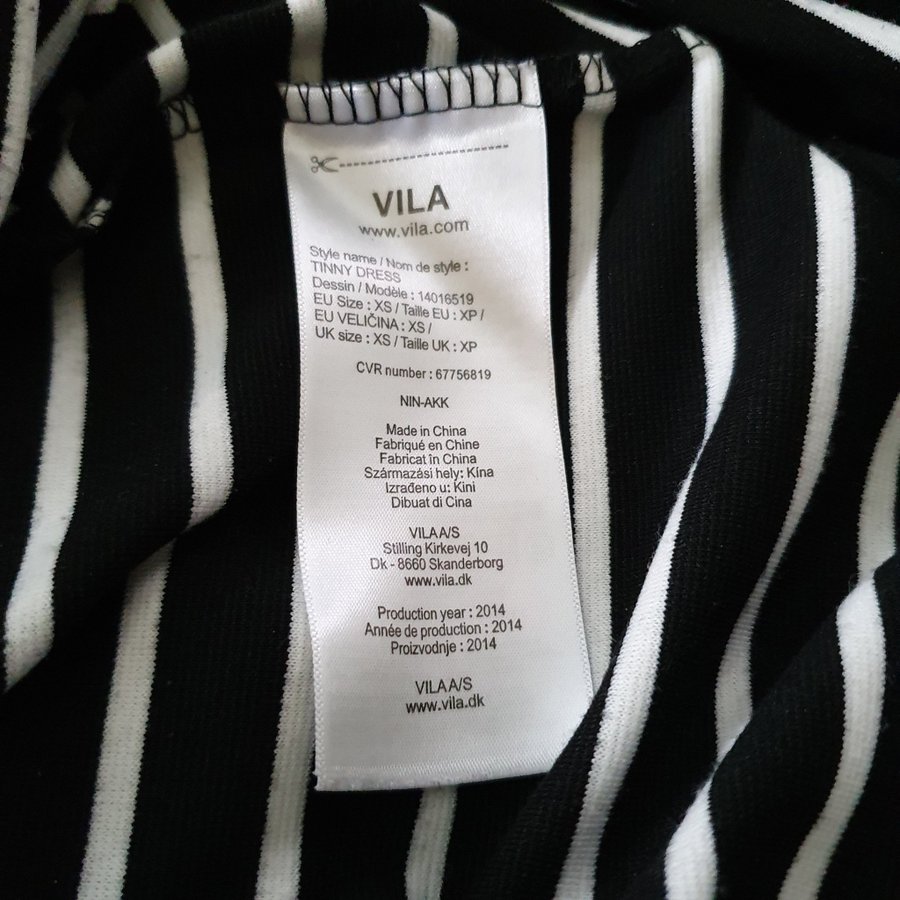 VILA
www.vila.com
Style name / Nom de style :
TINNY DRESS
Dessin / Modèle : 14016519
EU Size : XS / Taille EU : XP /
EU VELIČINA : XS /
UK size : XS / Taille UK : XP
CVR number : 67756819
NIN-AKK
Made in China
Fabriqué en Chine
Fabricat în China
Származási hely: Kína
Izrađeno u: Kini
Dibuat di Cina
VILA A/S
Stilling Kirkevej 10
Dk - 8660 Skanderborg
www.vila.dk
Production year : 2014
Année de production : 2014
Proizvodnje : 2014
VILA A/S
www.vila.dk